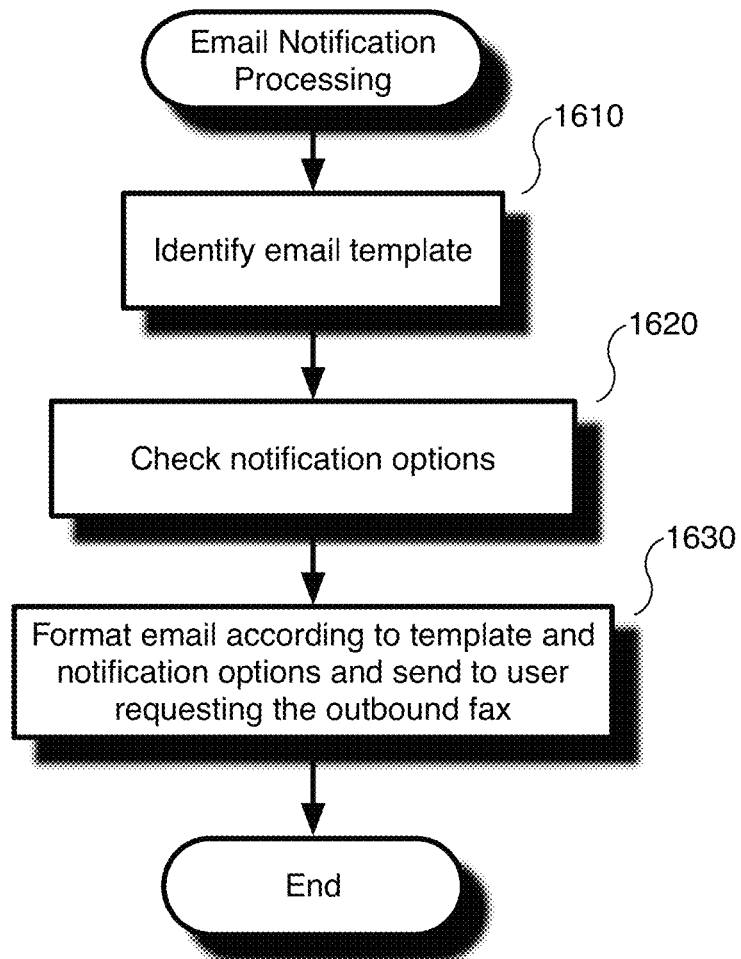 Email Notification
Processing
1610
Identify email template
1620
Check notification options
1630
Format email according to template and
notification options and send to user
requesting the outbound fax
End